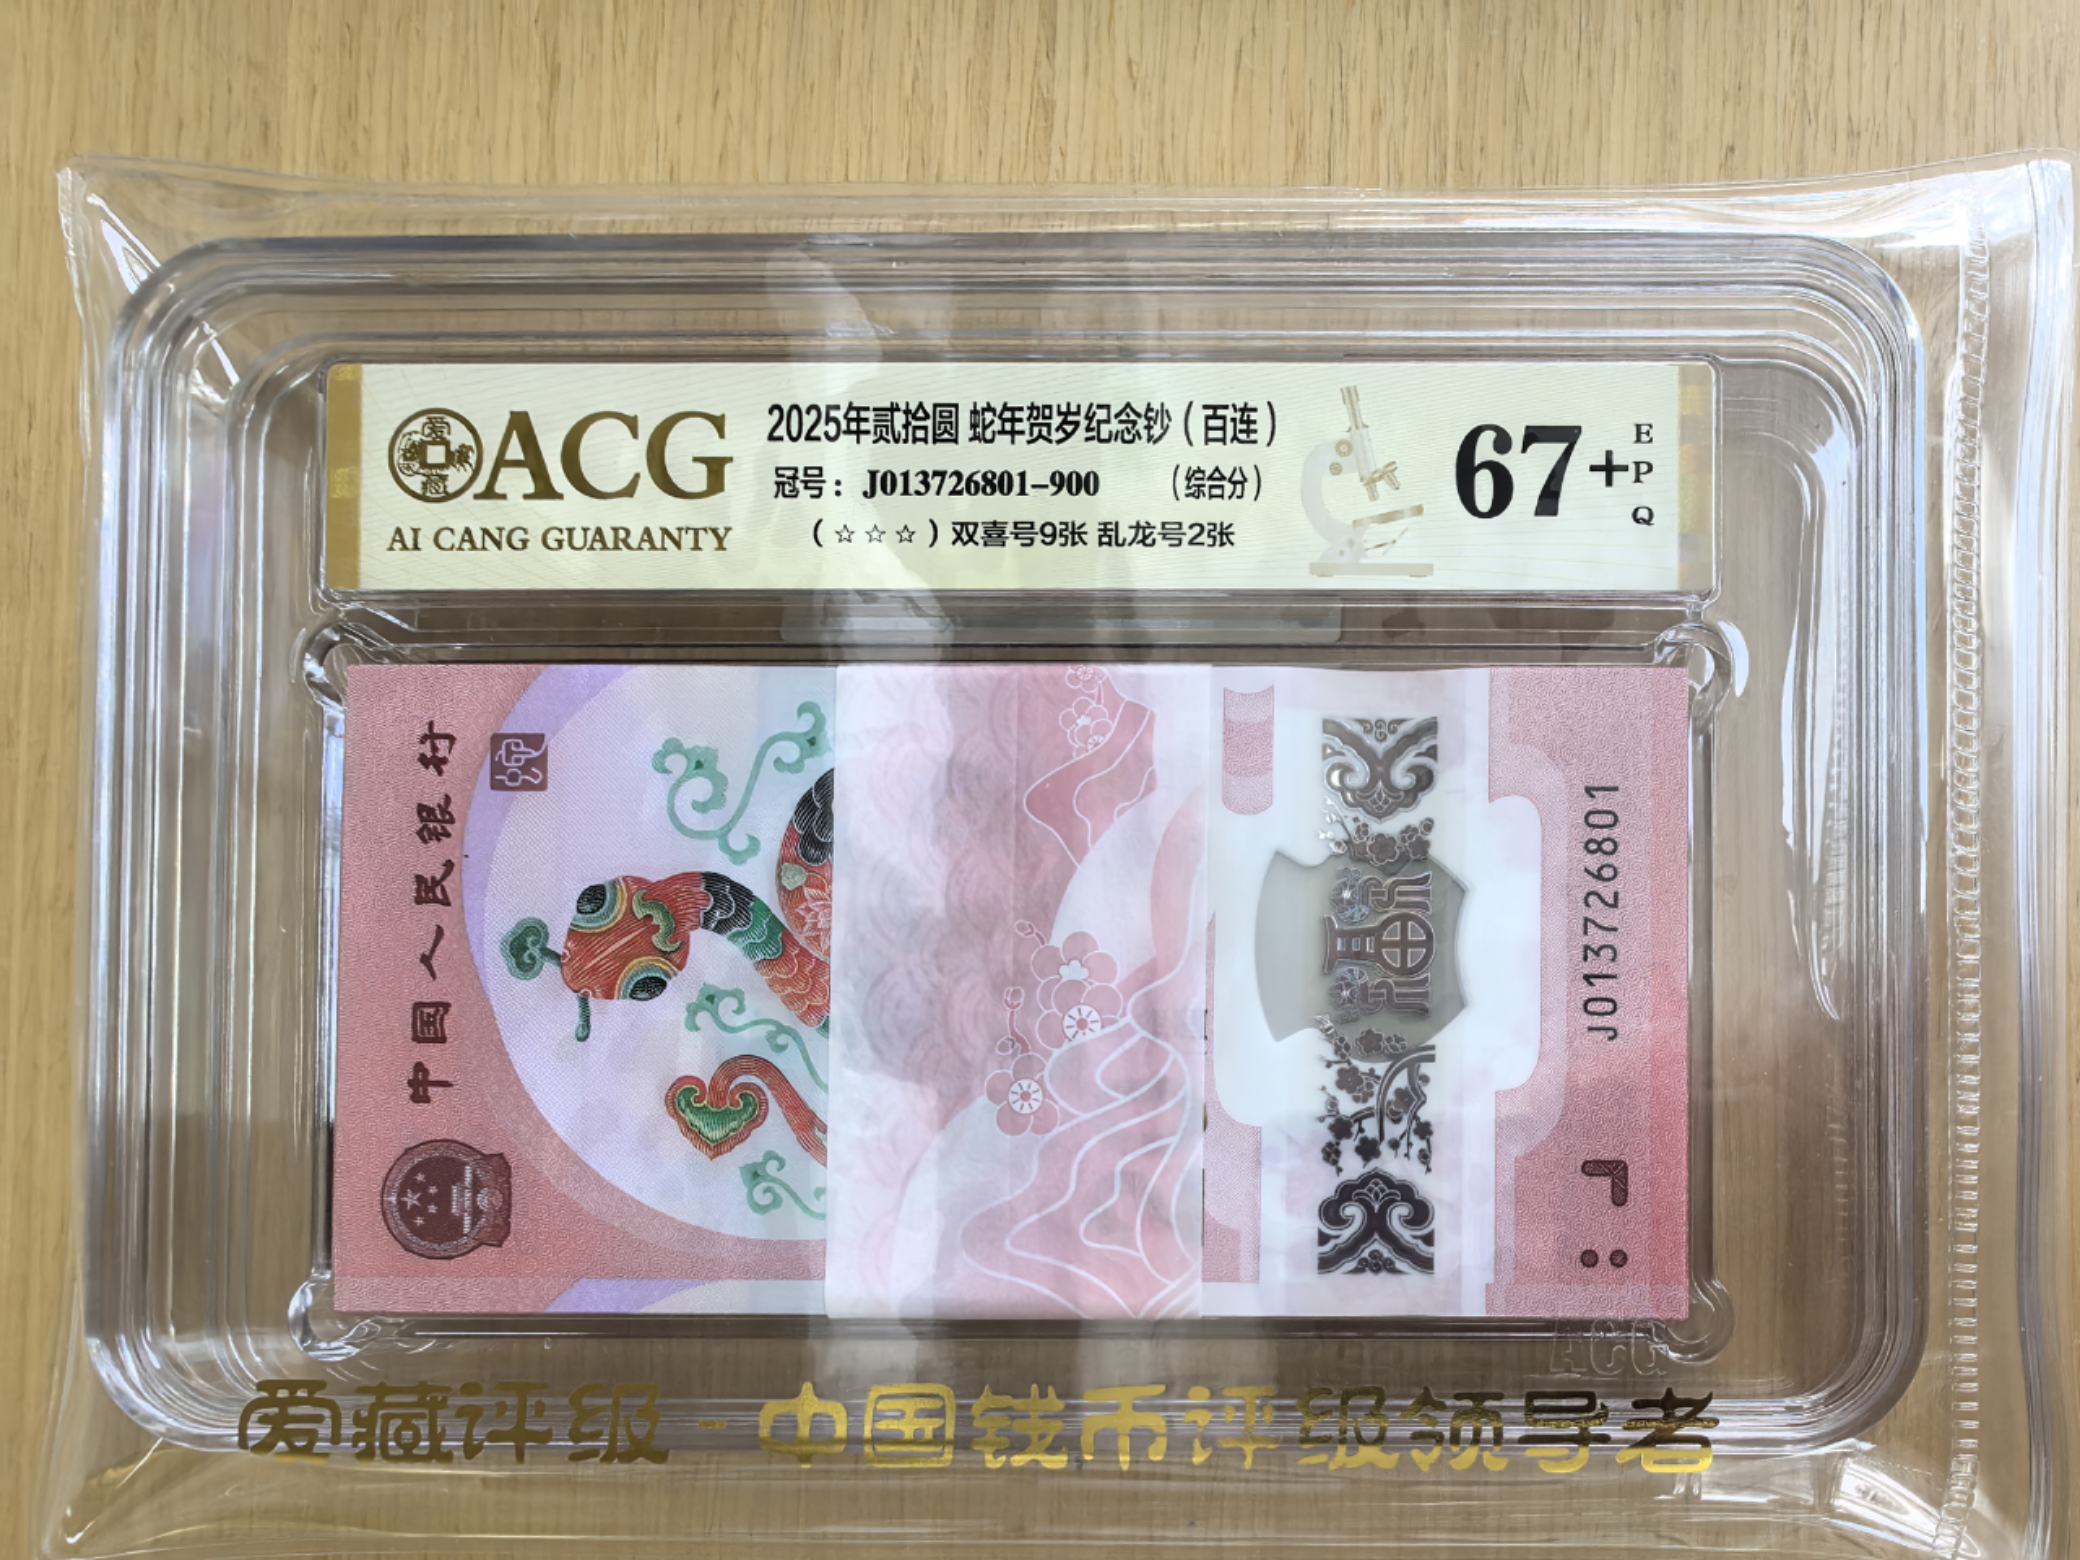 ACG
AI CANG GUARANTY
2025年贰拾圆 蛇年贺岁纪念钞（百连）
冠号：J013726801-900 （综合分）
（☆☆☆）双喜号9张 乱龙号2张
67+
EPQ
中国人民银行
J013726801
ACG
爱藏评级-中国钱币评级领导者